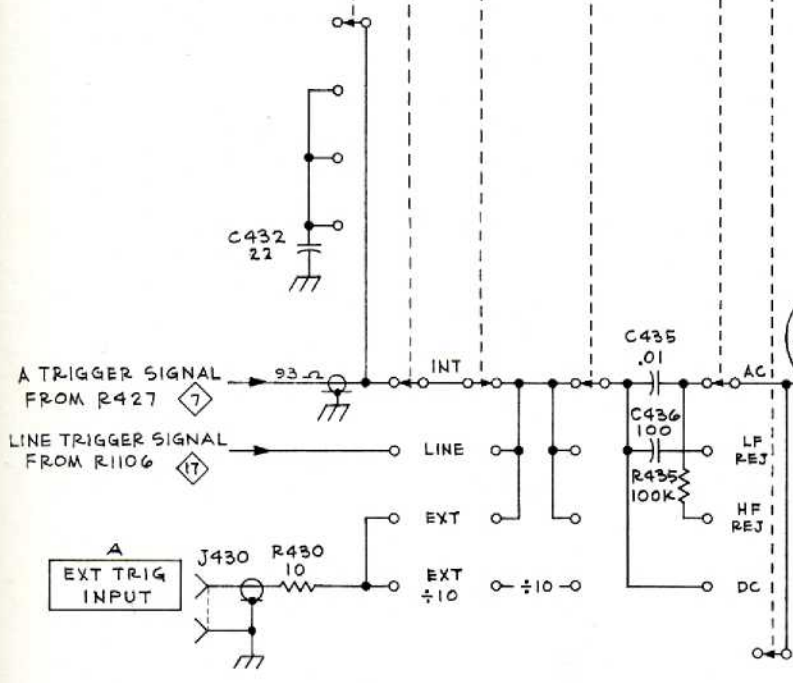 C432
22
A TRIGGER SIGNAL
FROM R427
7
93 Ω
INT
C435
.01
AC
LINE TRIGGER SIGNAL
FROM R1106
17
LINE
C436
100
LF
REJ
R435
100K
EXT
HF
REJ
A
EXT TRIG
INPUT
J430
R430
10
EXT
÷10
÷10
DC